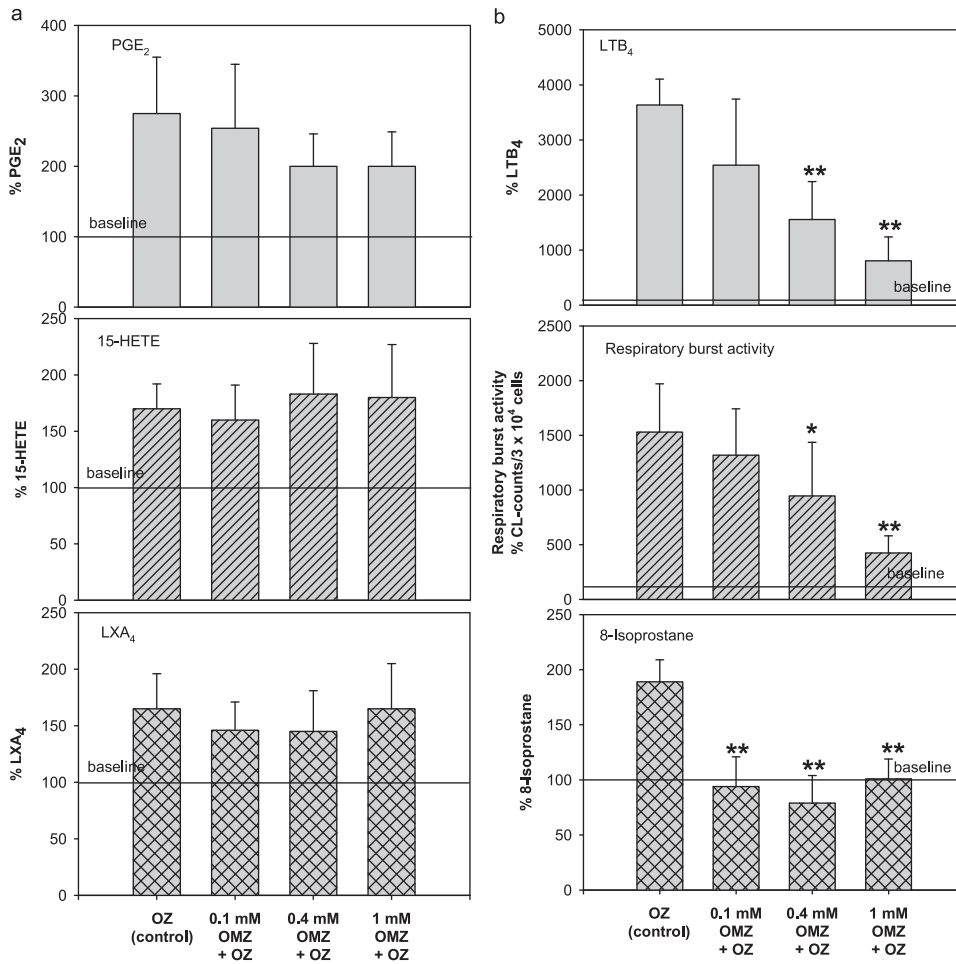 a
PGE2
% PGE2
400
300
200
100
0
baseline
15-HETE
% 15-HETE
250
200
150
100
50
0
baseline
LXA4
% LXA4
250
200
150
100
50
0
baseline
OZ
(control)
0.1 mM
OMZ
+ OZ
0.4 mM
OMZ
+ OZ
1 mM
OMZ
+ OZ
b
LTB4
% LTB4
5000
4000
3000
2000
1000
0
**
**
baseline
Respiratory burst activity
Respiratory burst activity
% CL-counts/3 x 10⁴ cells
2500
2000
1500
1000
500
0
*
**
baseline
8-Isoprostane
% 8-Isoprostane
250
200
150
100
50
0
**
**
**
baseline
OZ
(control)
0.1 mM
OMZ
+ OZ
0.4 mM
OMZ
+ OZ
1 mM
OMZ
+ OZ